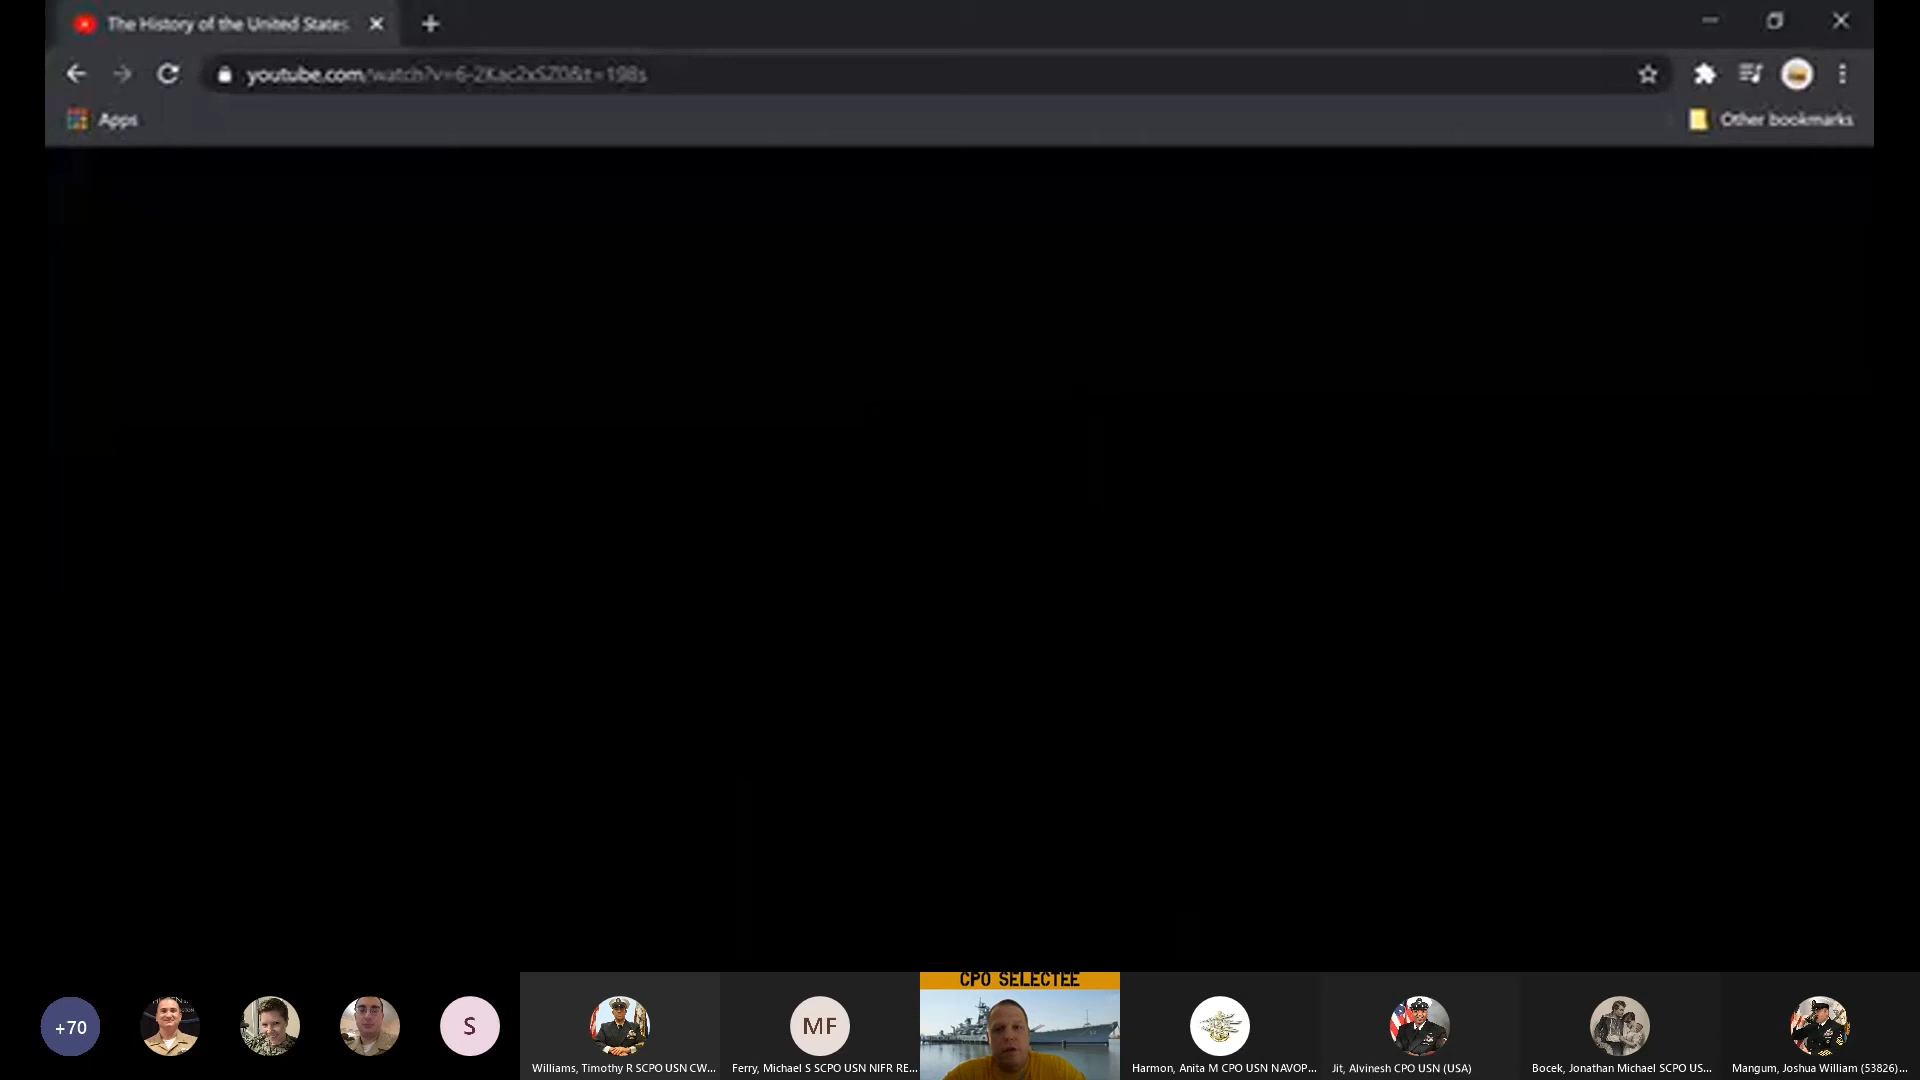 The History of the United States
youtube.com/watch?v=6-2Kac2xSZ0&t=198s
Apps
Other bookmarks
+70
S
MF
CPO SELECTEE
Williams, Timothy R SCPO USN CW...
Ferry, Michael S SCPO USN NIFR RE...
Harmon, Anita M CPO USN NAVOP...
Jit, Alvinesh CPO USN (USA)
Bocek, Jonathan Michael SCPO US...
Mangum, Joshua William (53826)...